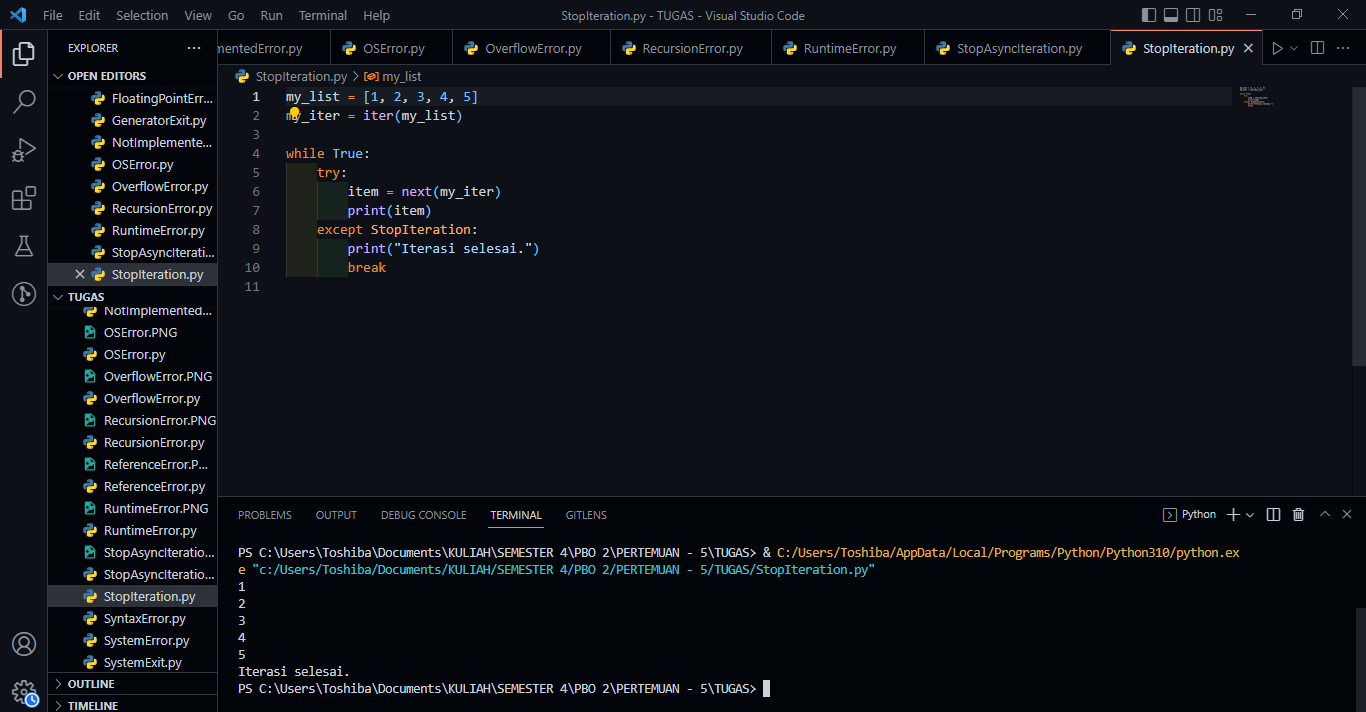 File Edit Selection View Go Run Terminal Help
StopIteration.py - TUGAS - Visual Studio Code
EXPLORER
OPEN EDITORS
FloatingPointErr...
GeneratorExit.py
NotImplemente...
OSError.py
OverflowError.py
RecursionError.py
RuntimeError.py
StopAsyncIterati...
StopIteration.py
TUGAS
NotImplemented...
OSError.PNG
OSError.py
OverflowError.PNG
OverflowError.py
RecursionError.PNG
RecursionError.py
ReferenceError.P...
ReferenceError.py
RuntimeError.PNG
RuntimeError.py
StopAsyncIteratio...
StopAsyncIteratio...
StopIteration.py
SyntaxError.py
SystemError.py
SystemExit.py
OUTLINE
TIMELINE
mentedError.py OSError.py OverflowError.py RecursionError.py RuntimeError.py StopAsyncIteration.py StopIteration.py
StopIteration.py > my_list
1 my_list = [1, 2, 3, 4, 5]
2 my_iter = iter(my_list)
3
4 while True:
5     try:
6         item = next(my_iter)
7         print(item)
8     except StopIteration:
9         print("Iterasi selesai.")
10         break
11
PROBLEMS OUTPUT DEBUG CONSOLE TERMINAL GITLENS
Python
PS C:\Users\Toshiba\Documents\KULIAH\SEMESTER 4\PBO 2\PERTEMUAN - 5\TUGAS> & C:/Users/Toshiba/AppData/Local/Programs/Python/Python310/python.ex
e "c:/Users/Toshiba/Documents/KULIAH/SEMESTER 4/PBO 2/PERTEMUAN - 5/TUGAS/StopIteration.py"
1
2
3
4
5
Iterasi selesai.
PS C:\Users\Toshiba\Documents\KULIAH\SEMESTER 4\PBO 2\PERTEMUAN - 5\TUGAS>